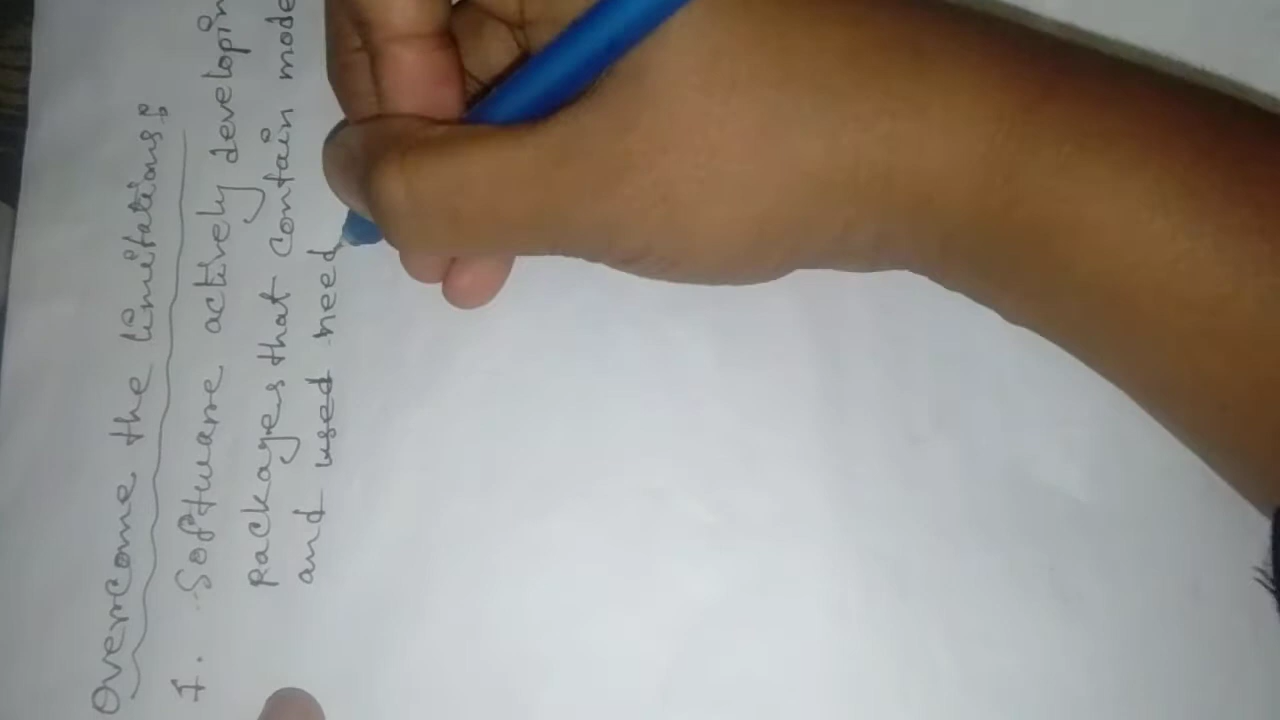 Overcome the limitations:
1. Software actively developin
packages that contain mode
and used need